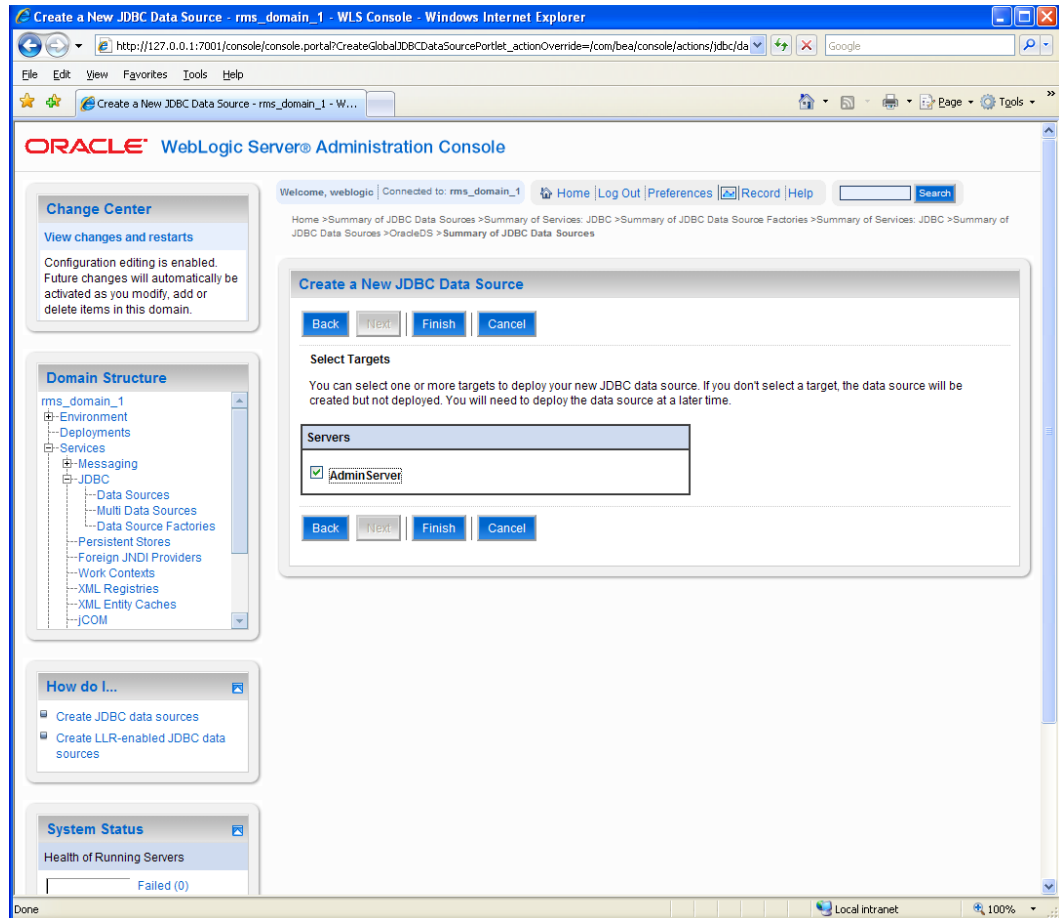 Create a New JDBC Data Source - rms_domain_1 - WLS Console - Windows Internet Explorer
http://127.0.0.1:7001/console/console.portal?CreateGlobalJDBCDataSourcePortlet_actionOverride=/com/bea/console/actions/jdbc/da
Google
File Edit View Favorites Tools Help
Create a New JDBC Data Source - rms_domain_1 - W...
Page Tools »
ORACLE WebLogic Server® Administration Console
Change Center
View changes and restarts
Configuration editing is enabled.
Future changes will automatically be
activated as you modify, add or
delete items in this domain.
Domain Structure
rms_domain_1
Environment
Deployments
Services
Messaging
JDBC
Data Sources
Multi Data Sources
Data Source Factories
Persistent Stores
Foreign JNDI Providers
Work Contexts
XML Registries
XML Entity Caches
jCOM
How do I...
Create JDBC data sources
Create LLR-enabled JDBC data
sources
System Status
Health of Running Servers
Failed (0)
Welcome, weblogic Connected to: rms_domain_1 Home Log Out Preferences Record Help Search
Home >Summary of JDBC Data Sources >Summary of Services: JDBC >Summary of JDBC Data Source Factories >Summary of Services: JDBC >Summary of
JDBC Data Sources >OracleDS >Summary of JDBC Data Sources
Create a New JDBC Data Source
Back Next Finish Cancel
Select Targets
You can select one or more targets to deploy your new JDBC data source. If you don't select a target, the data source will be
created but not deployed. You will need to deploy the data source at a later time.
Servers
AdminServer
Back Next Finish Cancel
Done Local intranet 100%